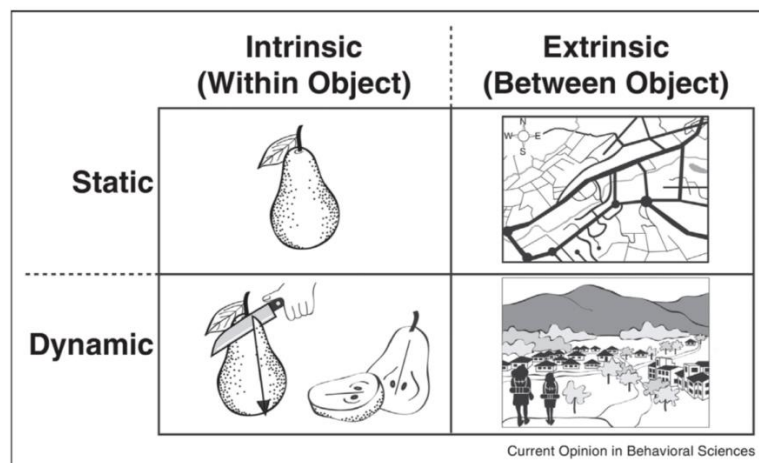 Intrinsic
(Within Object)
Extrinsic
(Between Object)
Static
N
W E
S
Dynamic
Current Opinion in Behavioral Sciences